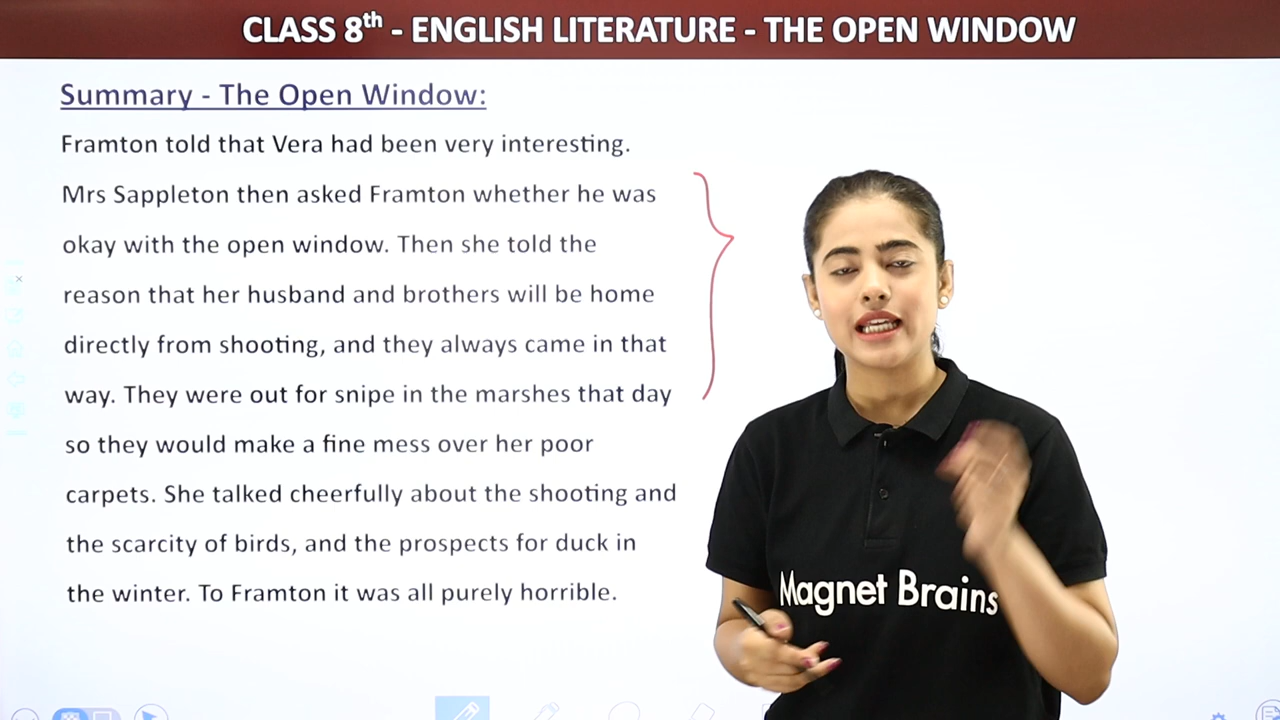 CLASS 8th - ENGLISH LITERATURE - THE OPEN WINDOW
Summary - The Open Window:
Framton told that Vera had been very interesting.
Mrs Sappleton then asked Framton whether he was
okay with the open window. Then she told the
reason that her husband and brothers will be home
directly from shooting, and they always came in that
way. They were out for snipe in the marshes that day
so they would make a fine mess over her poor
carpets. She talked cheerfully about the shooting and
the scarcity of birds, and the prospects for duck in
the winter. To Framton it was all purely horrible.
Magnet Brains